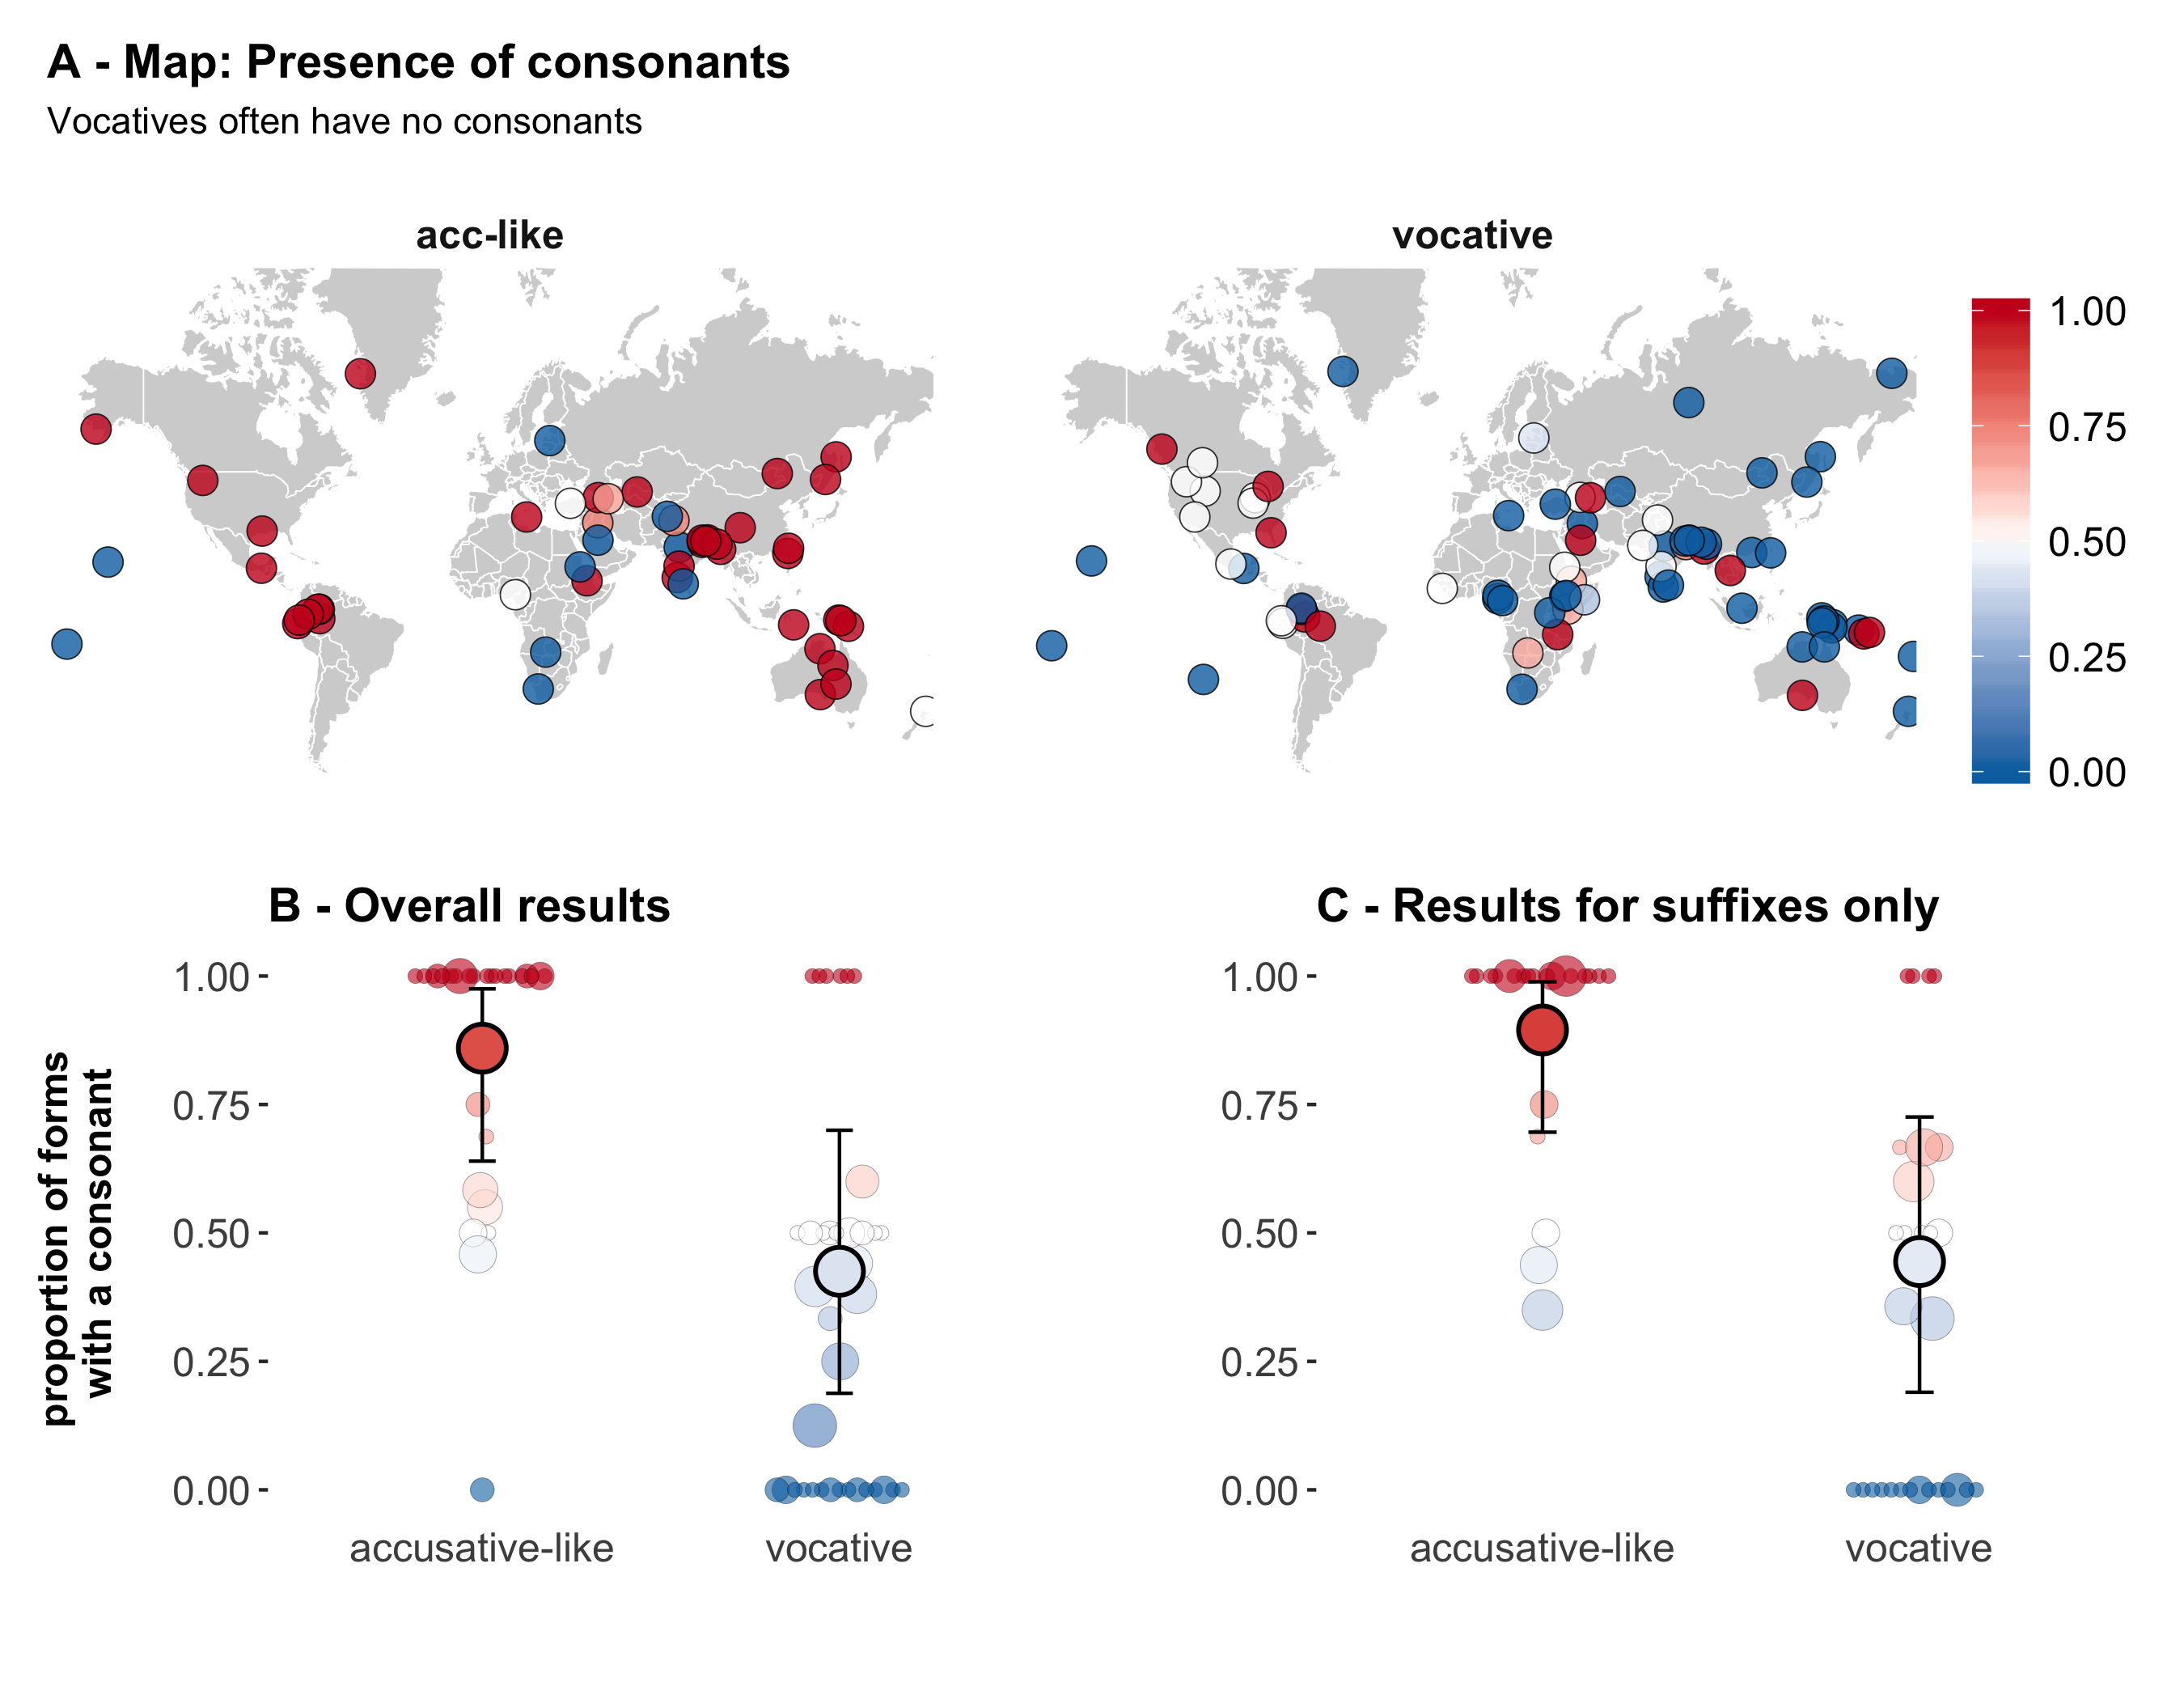 A - Map: Presence of consonants
Vocatives often have no consonants
acc-like
vocative
1.00
0.75
0.50
0.25
0.00
B - Overall results
proportion of forms
with a consonant
1.00
0.75
0.50
0.25
0.00
accusative-like
vocative
C - Results for suffixes only
1.00
0.75
0.50
0.25
0.00
accusative-like
vocative